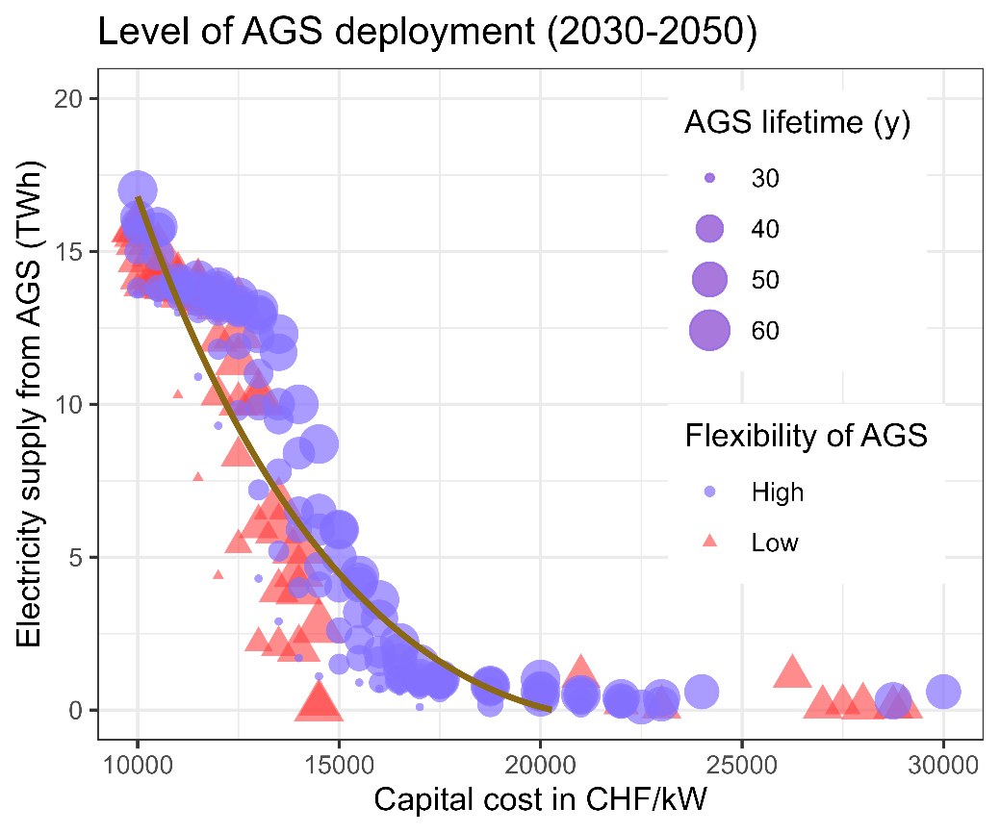 Level of AGS deployment (2030-2050)
Electricity supply from AGS (TWh)
20
15
10
5
0
AGS lifetime (y)
30
40
50
60
Flexibility of AGS
High
Low
10000
15000
20000
25000
30000
Capital cost in CHF/kW